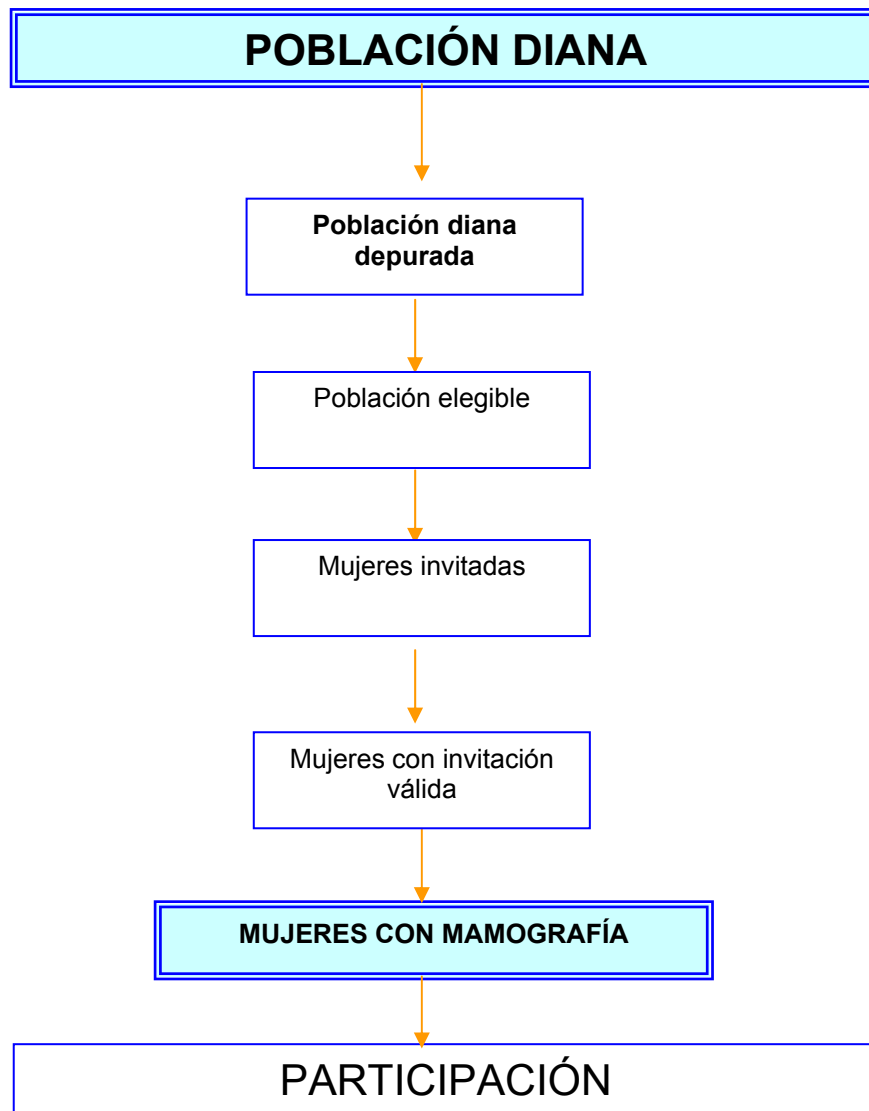 POBLACIÓN DIANA
Población diana
depurada
Población elegible
Mujeres invitadas
Mujeres con invitación
válida
MUJERES CON MAMOGRAFÍA
PARTICIPACIÓN